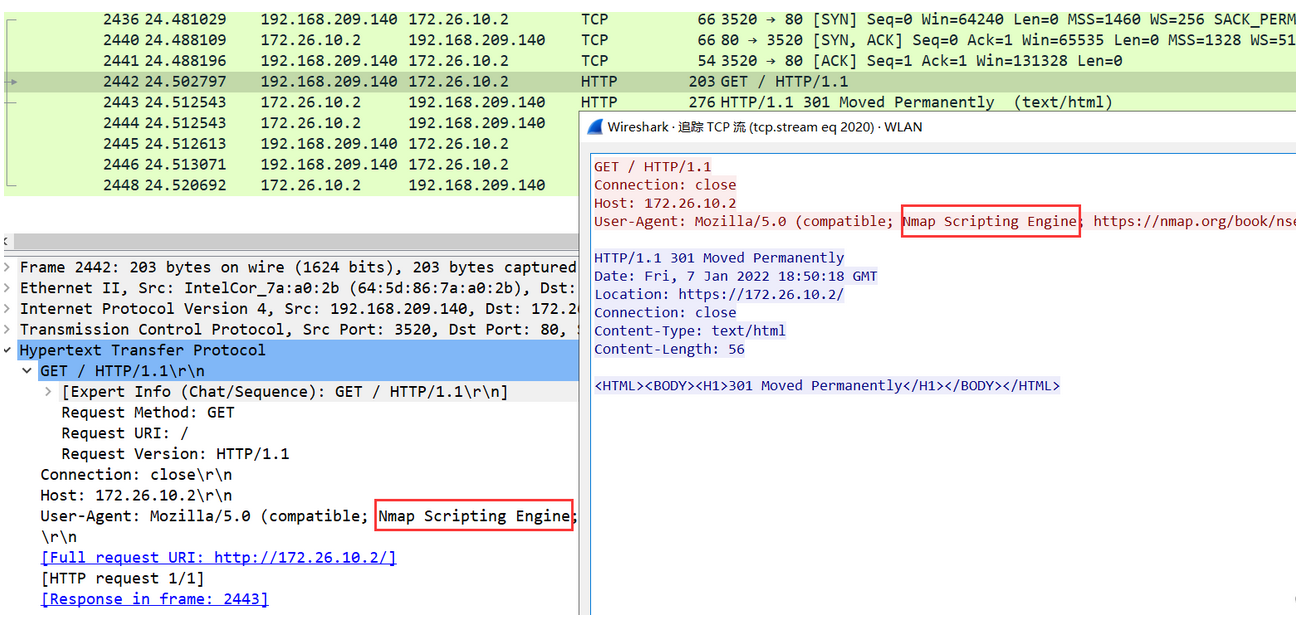 2436 24.481029 192.168.209.140 172.26.10.2 TCP 66 3520 → 80 [SYN] Seq=0 Win=64240 Len=0 MSS=1460 WS=256 SACK_PERM
2440 24.488109 172.26.10.2 192.168.209.140 TCP 66 80 → 3520 [SYN, ACK] Seq=0 Ack=1 Win=65535 Len=0 MSS=1328 WS=51
2441 24.488196 192.168.209.140 172.26.10.2 TCP 54 3520 → 80 [ACK] Seq=1 Ack=1 Win=131328 Len=0
2442 24.502797 192.168.209.140 172.26.10.2 HTTP 203 GET / HTTP/1.1
2443 24.512543 172.26.10.2 192.168.209.140 HTTP 276 HTTP/1.1 301 Moved Permanently (text/html)
2444 24.512543 172.26.10.2 192.168.209.140
2445 24.512613 192.168.209.140 172.26.10.2
2446 24.513071 192.168.209.140 172.26.10.2
2448 24.520692 172.26.10.2 192.168.209.140
Frame 2442: 203 bytes on wire (1624 bits), 203 bytes captured
Ethernet II, Src: IntelCor_7a:a0:2b (64:5d:86:7a:a0:2b), Dst:
Internet Protocol Version 4, Src: 192.168.209.140, Dst: 172.26
Transmission Control Protocol, Src Port: 3520, Dst Port: 80,
Hypertext Transfer Protocol
GET / HTTP/1.1\r\n
[Expert Info (Chat/Sequence): GET / HTTP/1.1\r\n]
Request Method: GET
Request URI: /
Request Version: HTTP/1.1
Connection: close\r\n
Host: 172.26.10.2\r\n
User-Agent: Mozilla/5.0 (compatible; Nmap Scripting Engine;
\r\n
[Full request URI: http://172.26.10.2/]
[HTTP request 1/1]
[Response in frame: 2443]
Wireshark · 追踪 TCP 流 (tcp.stream eq 2020) · WLAN
GET / HTTP/1.1
Connection: close
Host: 172.26.10.2
User-Agent: Mozilla/5.0 (compatible; Nmap Scripting Engine; https://nmap.org/book/nse
HTTP/1.1 301 Moved Permanently
Date: Fri, 7 Jan 2022 18:50:18 GMT
Location: https://172.26.10.2/
Connection: close
Content-Type: text/html
Content-Length: 56
<HTML><BODY><H1>301 Moved Permanently</H1></BODY></HTML>